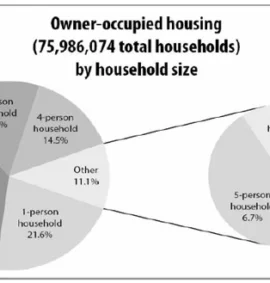 Owner-occupied housing
(75,986,074 total households)
by household size
4-person
household
14.5%
Other
11.1%
1-person
household
21.6%
5-person
6.7%